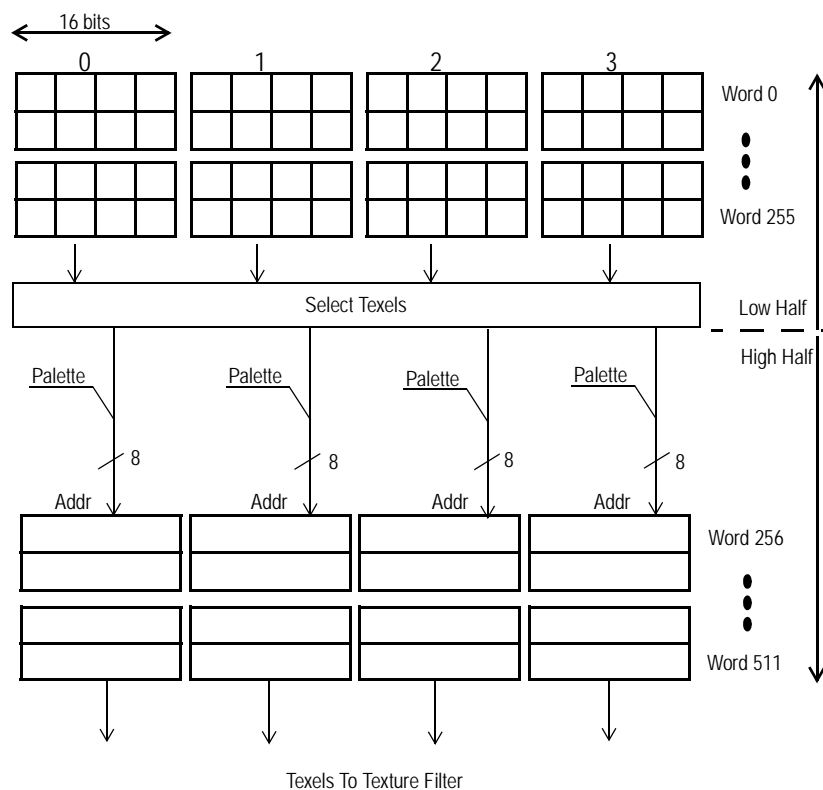 16 bits
0 1 2 3
Word 0
Word 255
Select Texels
Low Half
High Half
Palette Palette Palette Palette
8 8 8 8
Addr Addr Addr Addr
Word 256
Word 511
Texels To Texture Filter